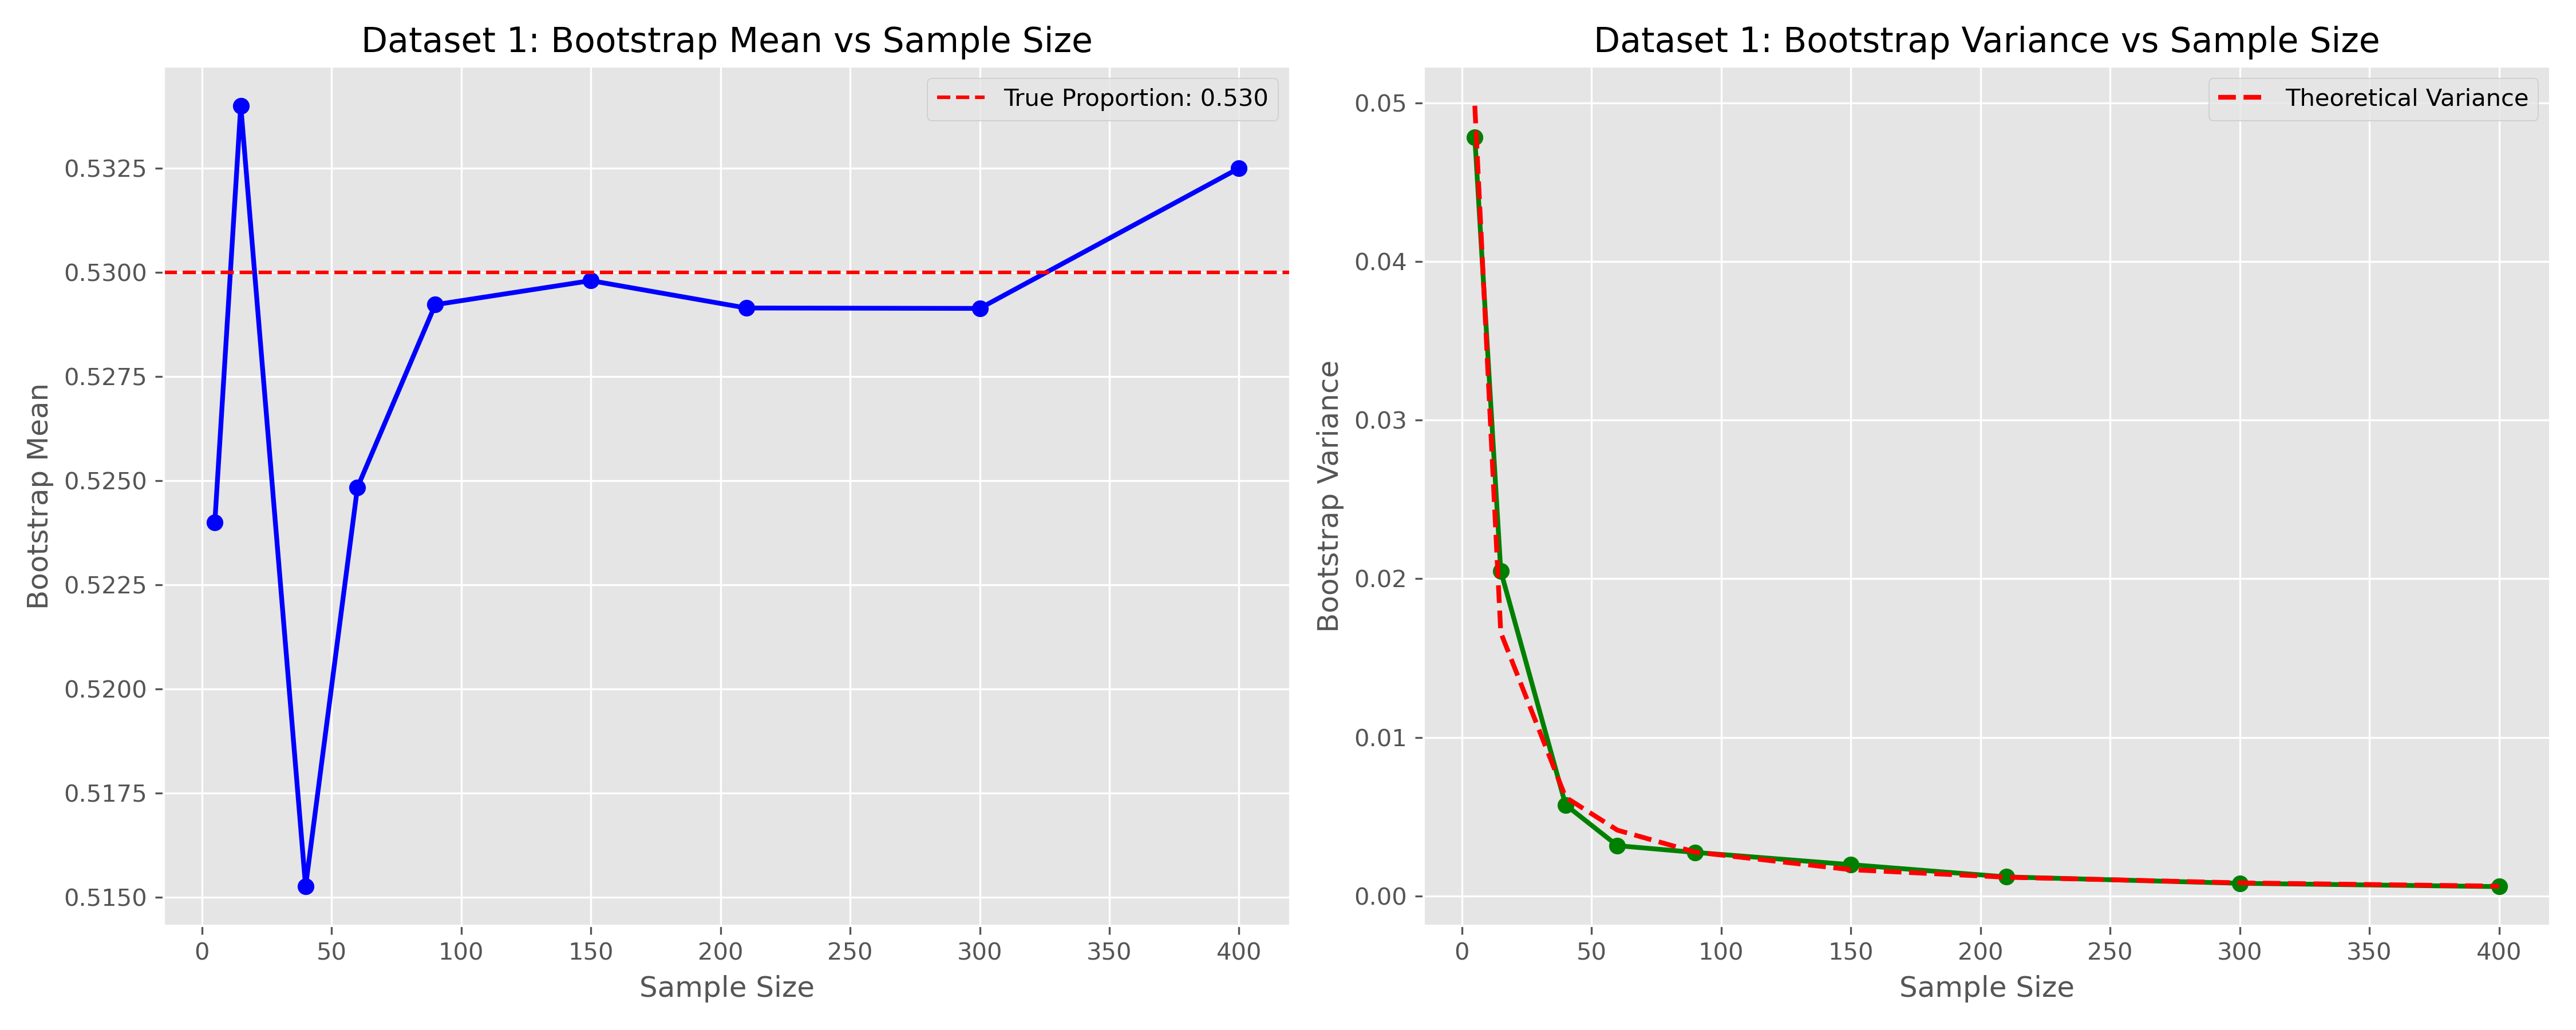 Dataset 1: Bootstrap Mean vs Sample Size
True Proportion: 0.530
Bootstrap Mean
0.5325
0.5300
0.5275
0.5250
0.5225
0.5200
0.5175
0.5150
0 50 100 150 200 250 300 350 400
Sample Size
Dataset 1: Bootstrap Variance vs Sample Size
Theoretical Variance
Bootstrap Variance
0.05
0.04
0.03
0.02
0.01
0.00
0 50 100 150 200 250 300 350 400
Sample Size